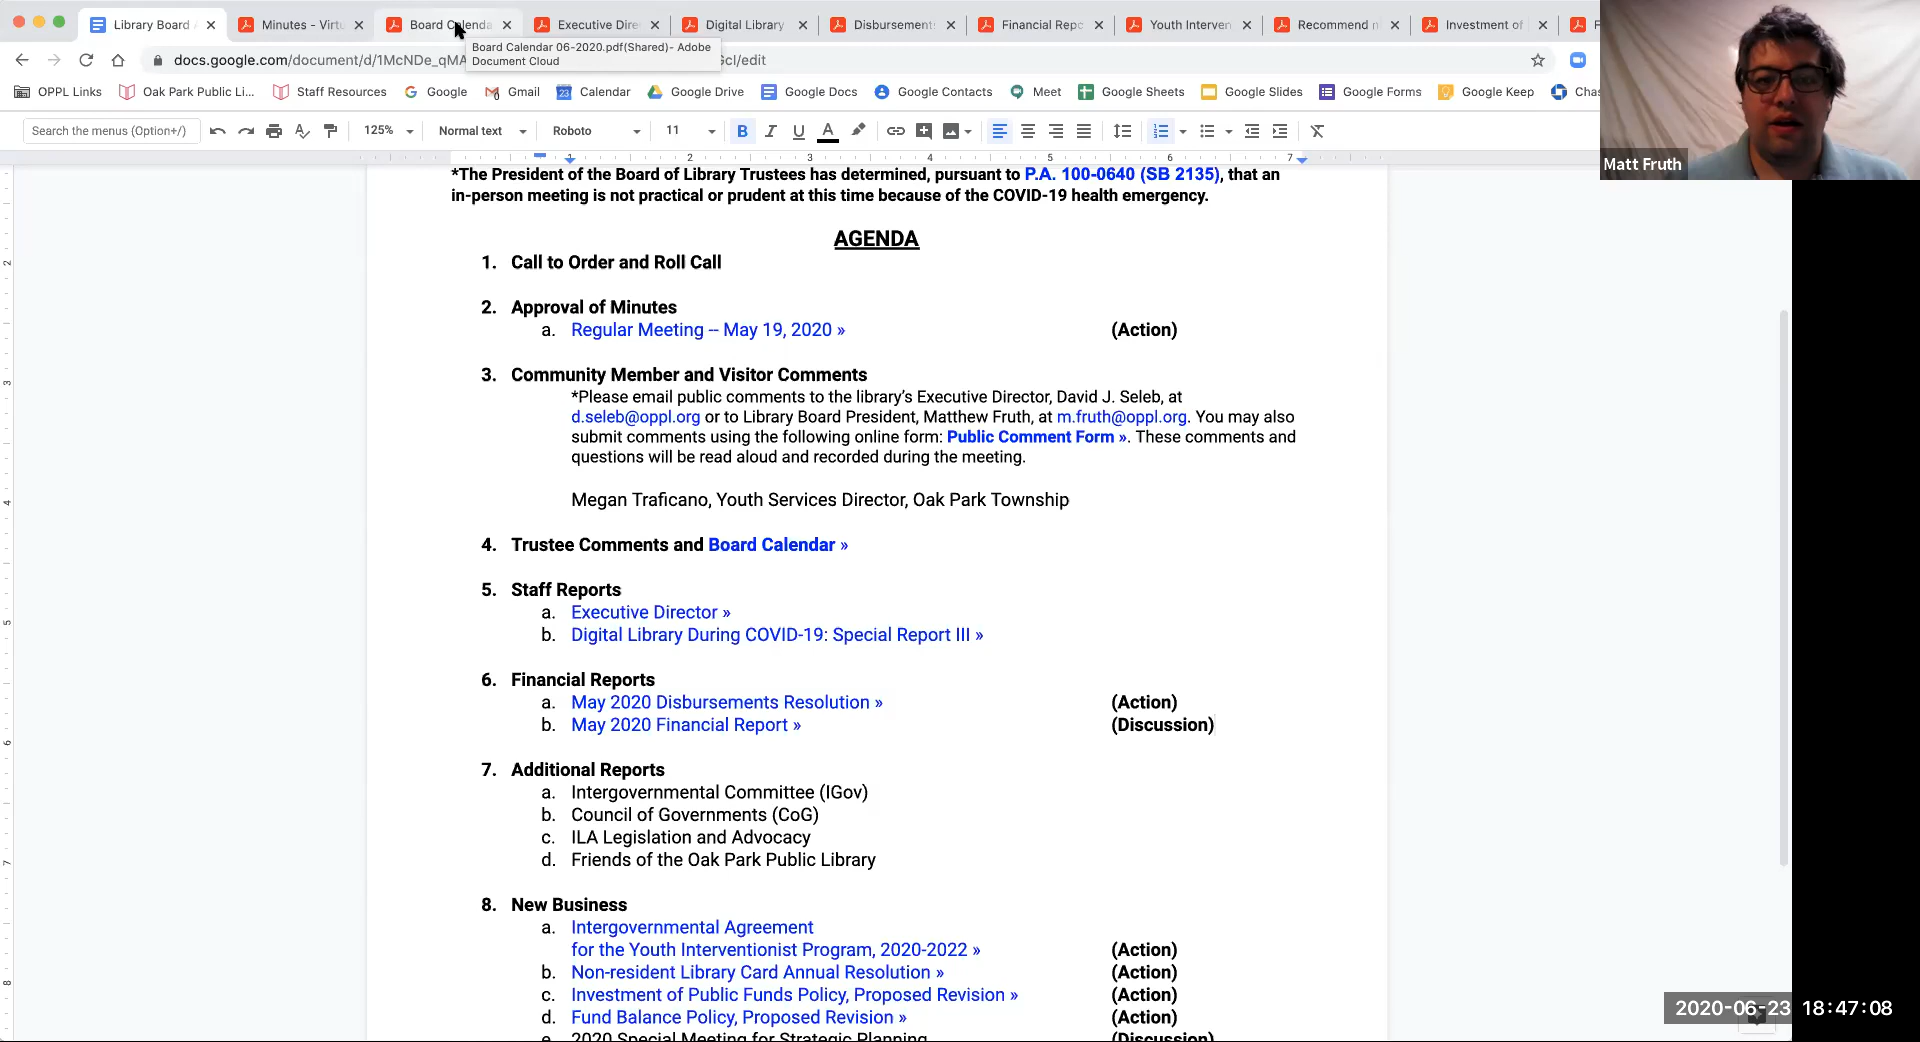 Library Board
Minutes - Virtu
Board Calenda
Executive Dire
Digital Library
Disbursement
Financial Repo
Youth Interven
Recommend
Investment of
Board Calendar 06-2020.pdf(Shared)- Adobe
Document Cloud
docs.google.com/document/d/1McNDe_qMA
Gcl/edit
OPPL Links
Oak Park Public Li...
Staff Resources
Google
Gmail
Calendar
Google Drive
Google Docs
Google Contacts
Meet
Google Sheets
Google Slides
Google Forms
Google Keep
Chas
Search the menus (Option+/)
125%
Normal text
Roboto
11
Matt Fruth
*The President of the Board of Library Trustees has determined, pursuant to P.A. 100-0640 (SB 2135), that an
in-person meeting is not practical or prudent at this time because of the COVID-19 health emergency.
AGENDA
1. Call to Order and Roll Call
2. Approval of Minutes
a. Regular Meeting -- May 19, 2020 » (Action)
3. Community Member and Visitor Comments
*Please email public comments to the library's Executive Director, David J. Seleb, at
d.seleb@oppl.org or to Library Board President, Matthew Fruth, at m.fruth@oppl.org. You may also
submit comments using the following online form: Public Comment Form ». These comments and
questions will be read aloud and recorded during the meeting.
Megan Traficano, Youth Services Director, Oak Park Township
4. Trustee Comments and Board Calendar »
5. Staff Reports
a. Executive Director »
b. Digital Library During COVID-19: Special Report III »
6. Financial Reports
a. May 2020 Disbursements Resolution » (Action)
b. May 2020 Financial Report » (Discussion)
7. Additional Reports
a. Intergovernmental Committee (IGov)
b. Council of Governments (CoG)
c. ILA Legislation and Advocacy
d. Friends of the Oak Park Public Library
8. New Business
a. Intergovernmental Agreement
for the Youth Interventionist Program, 2020-2022 » (Action)
b. Non-resident Library Card Annual Resolution » (Action)
c. Investment of Public Funds Policy, Proposed Revision » (Action)
d. Fund Balance Policy, Proposed Revision » (Action)
e. 2020 Special Meeting for Strategic Planning (Discussion)
2020-06-23 18:47:08